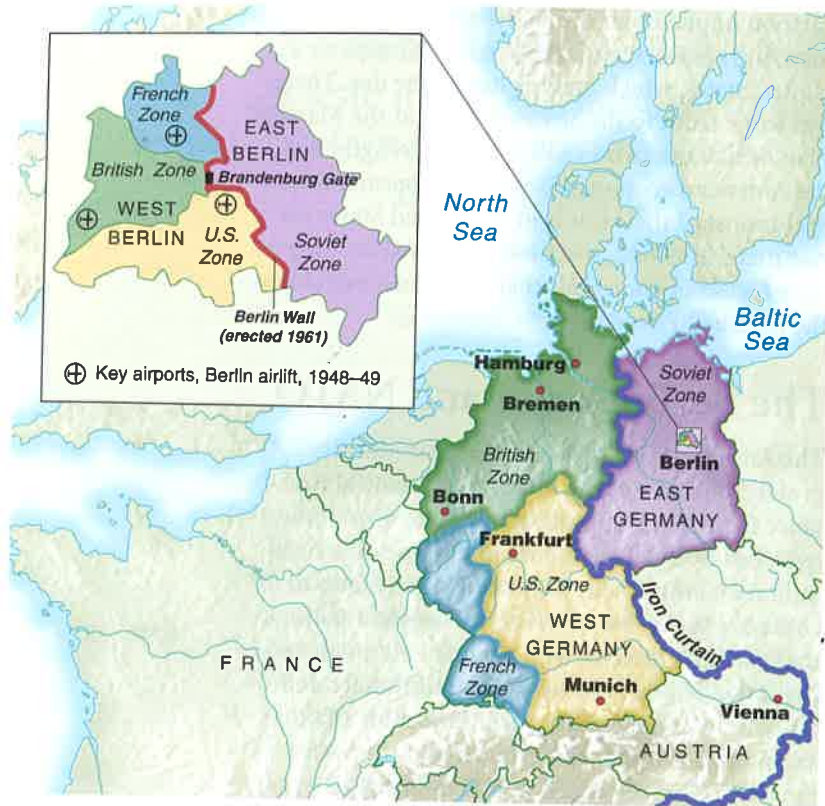 French
Zone
EAST
BERLIN
British Zone
Brandenburg Gate
WEST
BERLIN
U.S.
Zone
Soviet
Zone
Berlin Wall
(erected 1961)
Key airports, Berlin airlift, 1948–49
North
Sea
Baltic
Sea
Hamburg
Bremen
Soviet
Zone
British
Zone
Berlin
Bonn
EAST
GERMANY
Frankfurt
U.S. Zone
Iron Curtain
WEST
GERMANY
FRANCE
French
Zone
Munich
Vienna
AUSTRIA